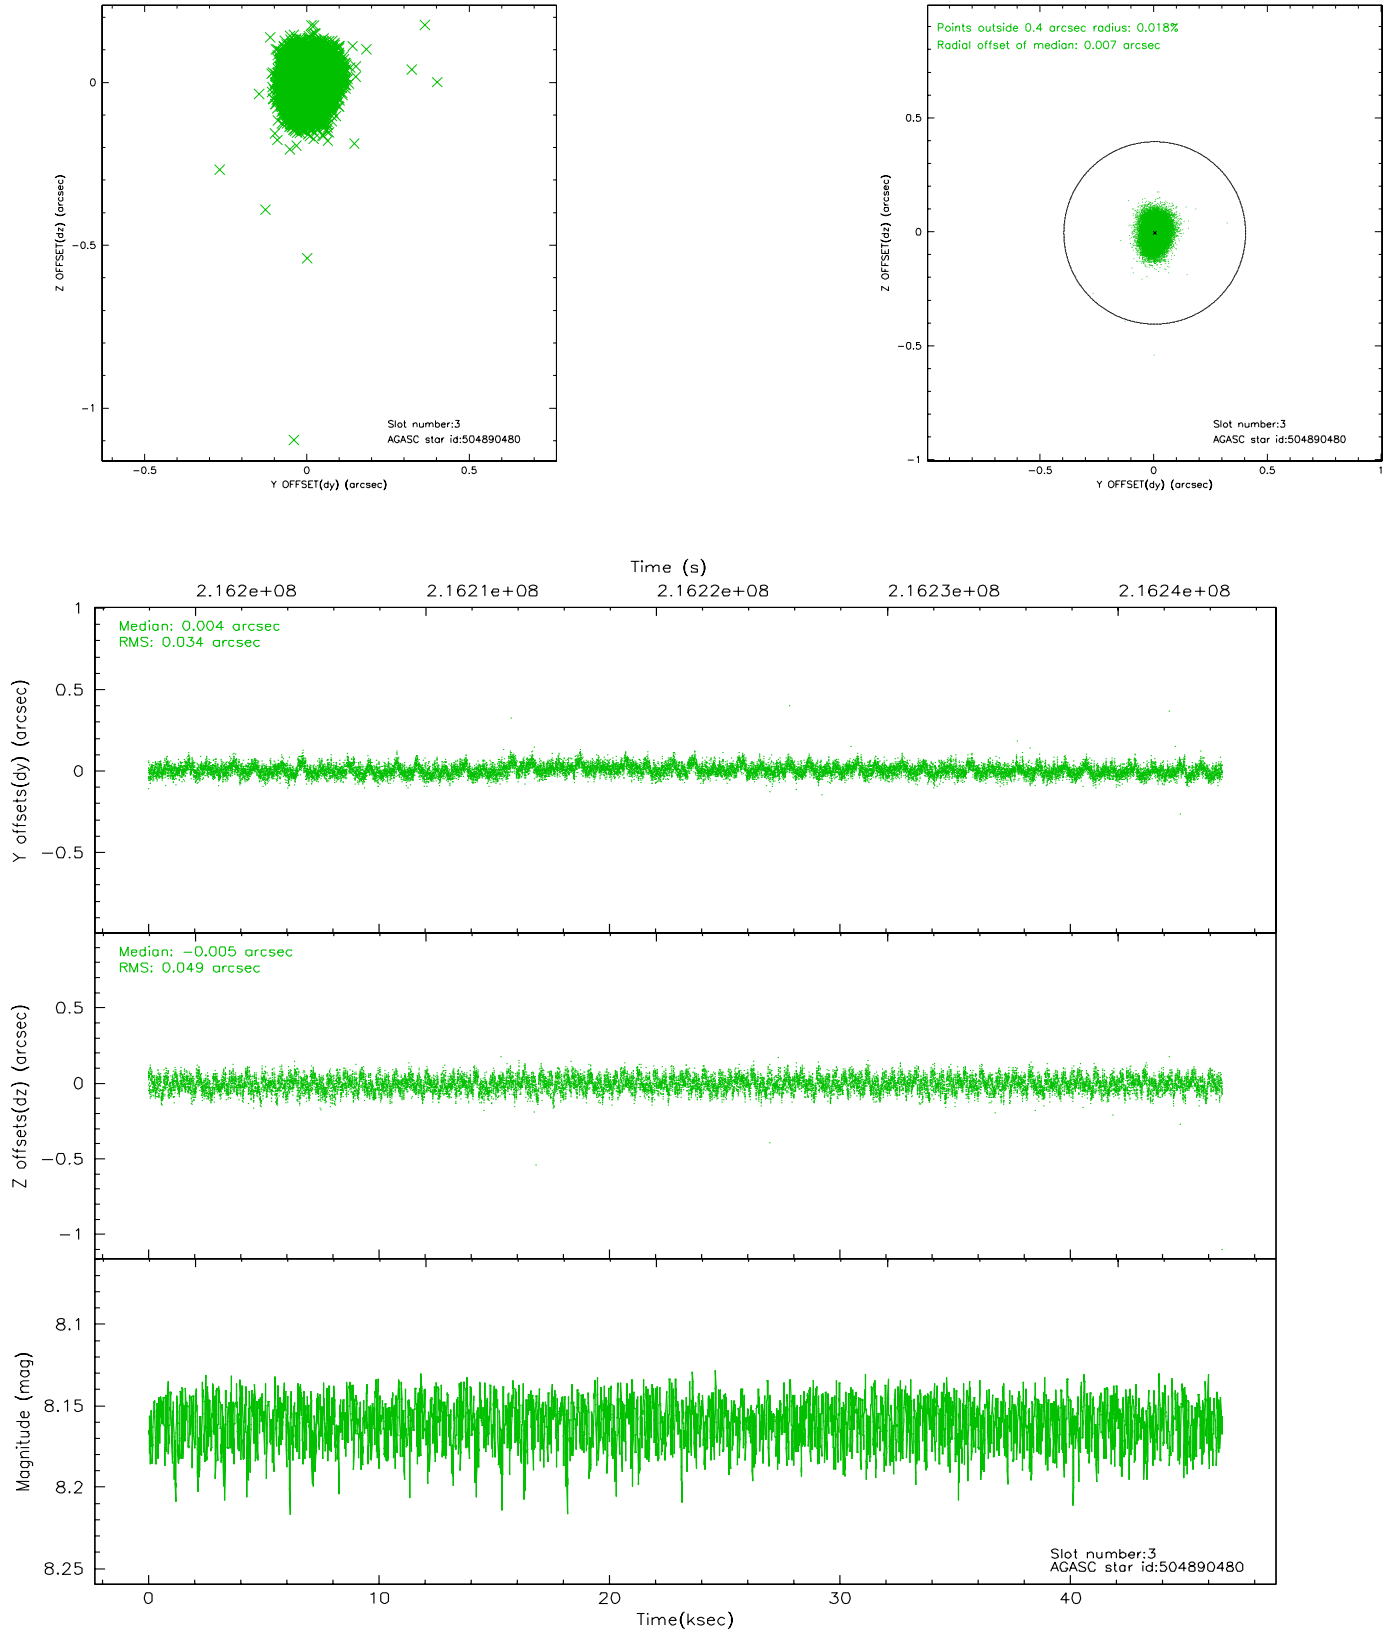 0
-0.5
-1
Z OFFSET(dz) (arcsec)
Slot number:3
AGASC star id:504890480
-0.5
0
0.5
Y OFFSET(dy) (arcsec)
Points outside 0.4 arcsec radius: 0.018%
Radial offset of median: 0.007 arcsec
0.5
0
-0.5
-1
Z OFFSET(dz) (arcsec)
Slot number:3
AGASC star id:504890480
-0.5
0
0.5
1
Y OFFSET(dy) (arcsec)
Time (s)
2.162e+08
2.1621e+08
2.1622e+08
2.1623e+08
2.1624e+08
Median: 0.004 arcsec
RMS: 0.034 arcsec
1
0.5
0
-0.5
Y offsets(dy) (arcsec)
Median: -0.005 arcsec
RMS: 0.049 arcsec
0.5
0
-0.5
-1
Z offsets(dz) (arcsec)
8.1
8.15
8.2
8.25
Magnitude (mag)
Slot number:3
AGASC star id:504890480
0
10
20
30
40
Time(ksec)